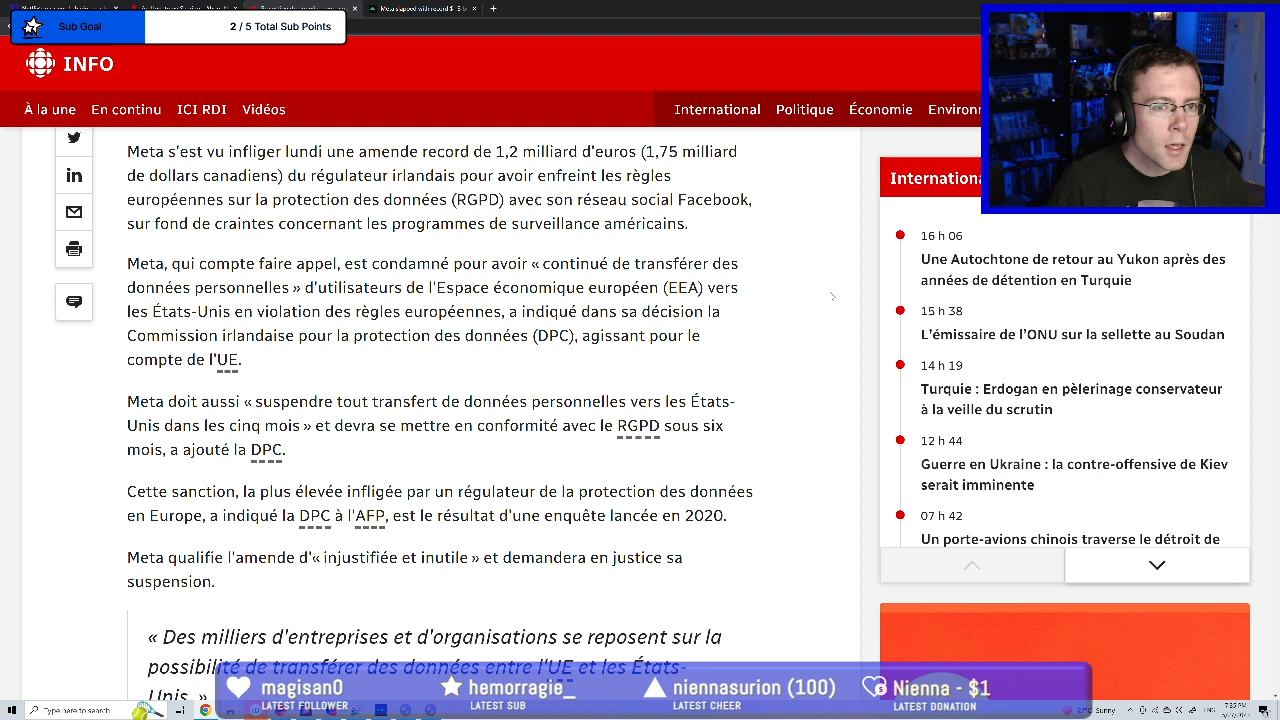 Meta slapped with record $
Sub Goal
2 / 5 Total Sub Points
INFO
À la une En continu ICI RDI Vidéos
International Politique Économie Environ
Meta s'est vu infliger lundi une amende record de 1,2 milliard d'euros (1,75 milliard
de dollars canadiens) du régulateur irlandais pour avoir enfreint les règles
européennes sur la protection des données (RGPD) avec son réseau social Facebook,
sur fond de craintes concernant les programmes de surveillance américains.
Meta, qui compte faire appel, est condamné pour avoir « continué de transférer des
données personnelles » d'utilisateurs de l'Espace économique européen (EEA) vers
les États-Unis en violation des règles européennes, a indiqué dans sa décision la
Commission irlandaise pour la protection des données (DPC), agissant pour le
compte de l'UE.
Meta doit aussi « suspendre tout transfert de données personnelles vers les États-
Unis dans les cinq mois » et devra se mettre en conformité avec le RGPD sous six
mois, a ajouté la DPC.
Cette sanction, la plus élevée infligée par un régulateur de la protection des données
en Europe, a indiqué la DPC à l'AFP, est le résultat d'une enquête lancée en 2020.
Meta qualifie l'amende d'« injustifiée et inutile » et demandera en justice sa
suspension.
« Des milliers d'entreprises et d'organisations se reposent sur la
possibilité de transférer des données entre l'UE et les États-
Unis. »
International
16 h 06
Une Autochtone de retour au Yukon après des
années de détention en Turquie
15 h 38
L'émissaire de l'ONU sur la sellette au Soudan
14 h 19
Turquie : Erdogan en pèlerinage conservateur
à la veille du scrutin
12 h 44
Guerre en Ukraine : la contre-offensive de Kiev
serait imminente
07 h 42
Un porte-avions chinois traverse le détroit de
magisan0
LATEST FOLLOWER
hemorragie_
LATEST SUB
niennasurion (100)
LATEST CHEER
Nienna - $1
LATEST DONATION
Type here to search
Sunny
ENG
7:35 PM